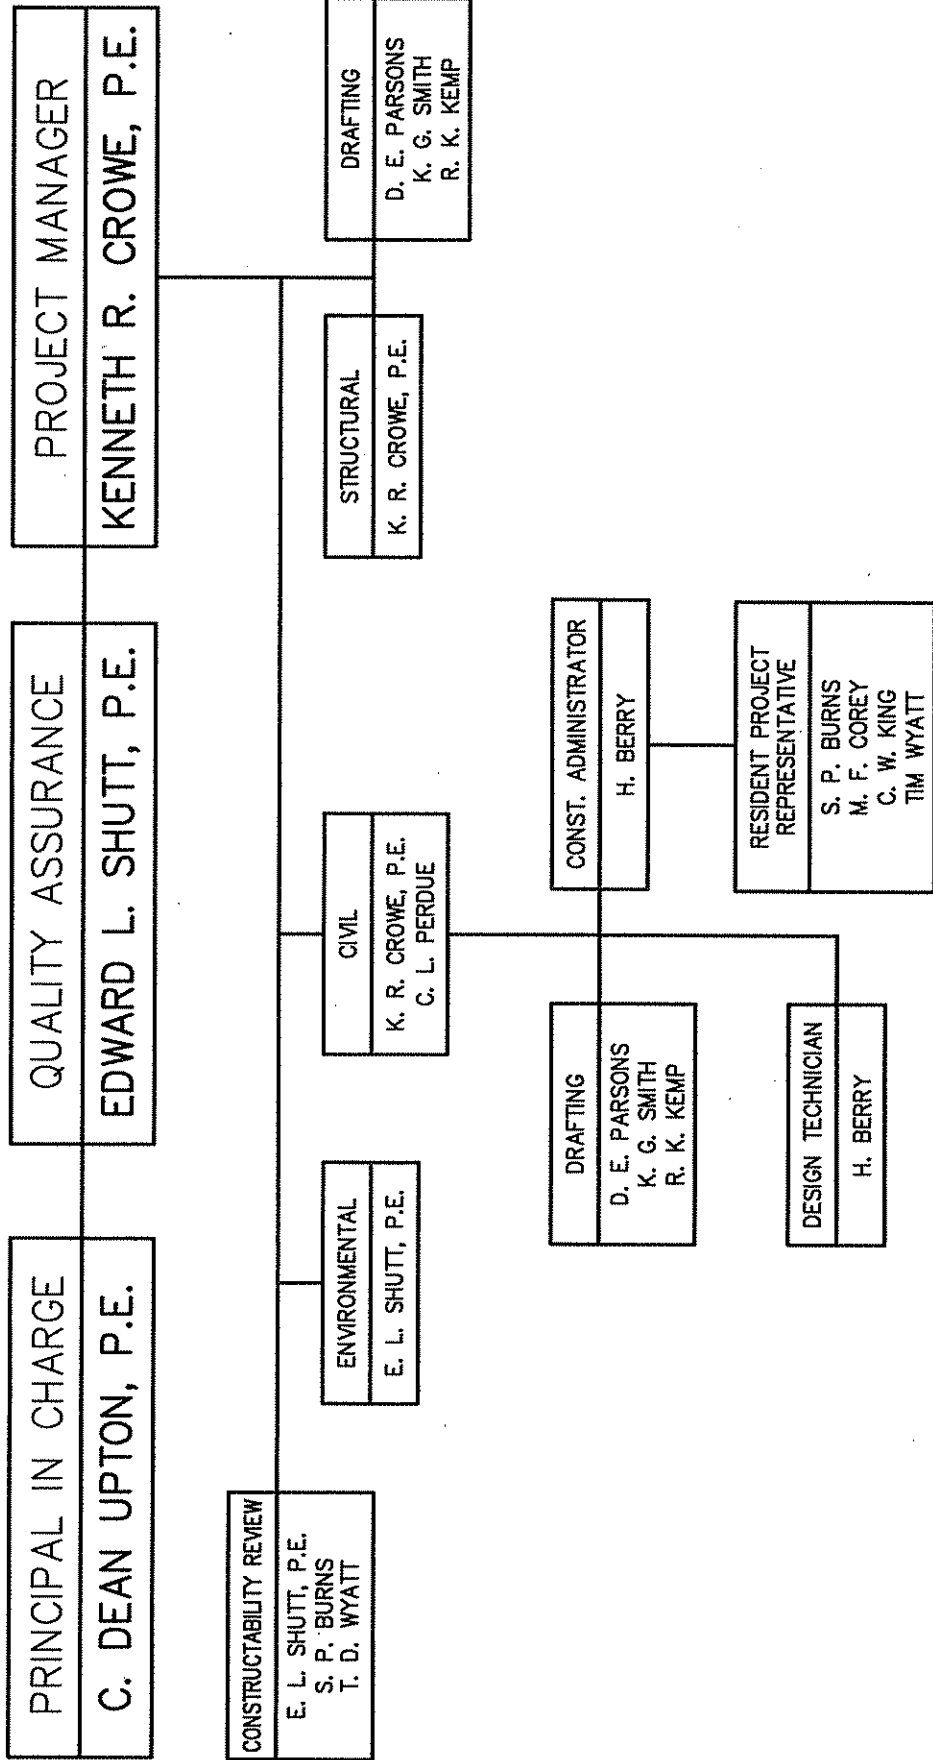 PRINCIPAL IN CHARGE
C. DEAN UPTON, P.E.
QUALITY ASSURANCE
EDWARD L. SHUTT, P.E.
PROJECT MANAGER
KENNETH R. CROWE, P.E.
CONSTRUCTABILITY REVIEW
E. L. SHUTT, P.E.
S. P. BURNS
T. D. WYATT
ENVIRONMENTAL
E. L. SHUTT, P.E.
CIVIL
K. R. CROWE, P.E.
C. L. PERDUE
STRUCTURAL
K. R. CROWE, P.E.
DRAFTING
D. E. PARSONS
K. G. SMITH
R. K. KEMP
DRAFTING
D. E. PARSONS
K. G. SMITH
R. K. KEMP
CONST. ADMINISTRATOR
H. BERRY
DESIGN TECHNICIAN
H. BERRY
RESIDENT PROJECT
REPRESENTATIVE
S. P. BURNS
M. F. COREY
C. W. KING
TIM WYATT